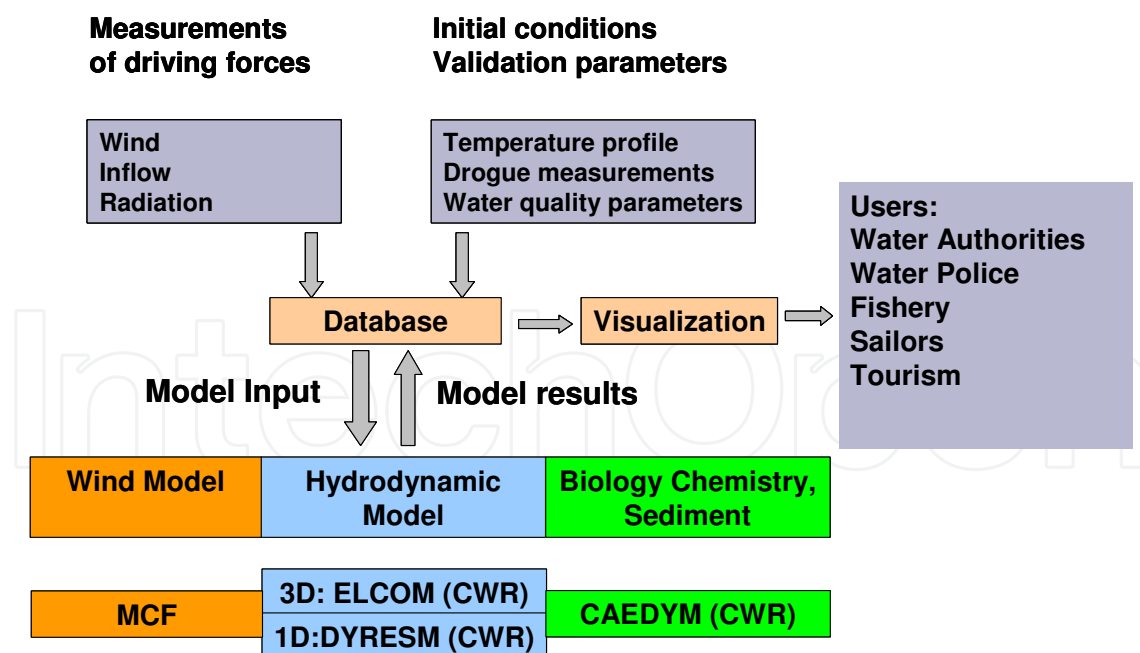 Measurements
of driving forces
Initial conditions
Validation parameters
Wind
Inflow
Radiation
Temperature profile
Drogue measurements
Water quality parameters
Users:
Water Authorities
Water Police
Fishery
Sailors
Tourism
Database
Visualization
Model Input
Model results
Wind Model
Hydrodynamic
Model
Biology Chemistry,
Sediment
MCF
3D: ELCOM (CWR)
1D:DYRESM (CWR)
CAEDYM (CWR)
IntechOpen